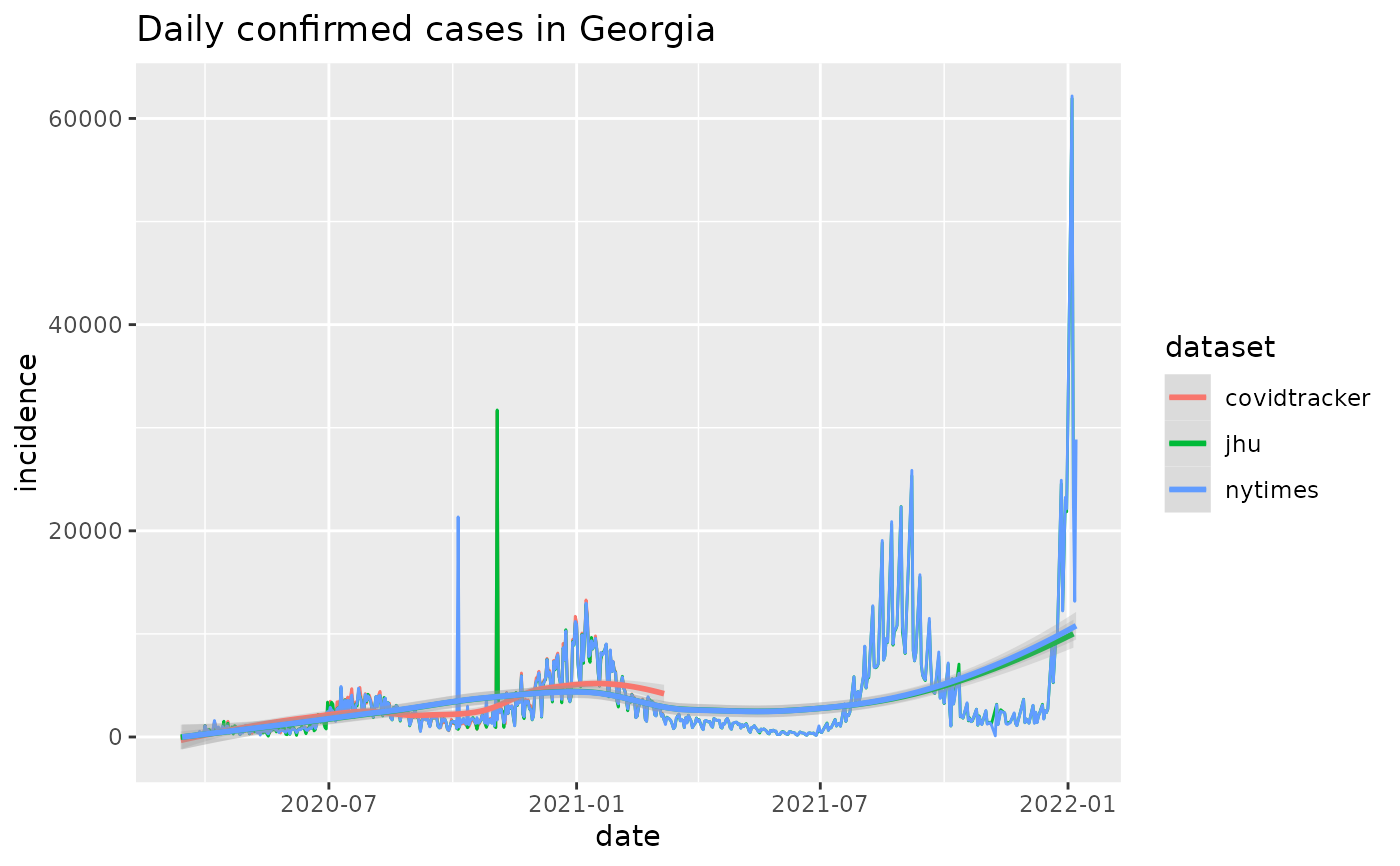 Daily confirmed cases in Georgia
incidence
60000
40000
20000
0
2020-07
2021-01
2021-07
2022-01
date
dataset
covidtracker
jhu
nytimes